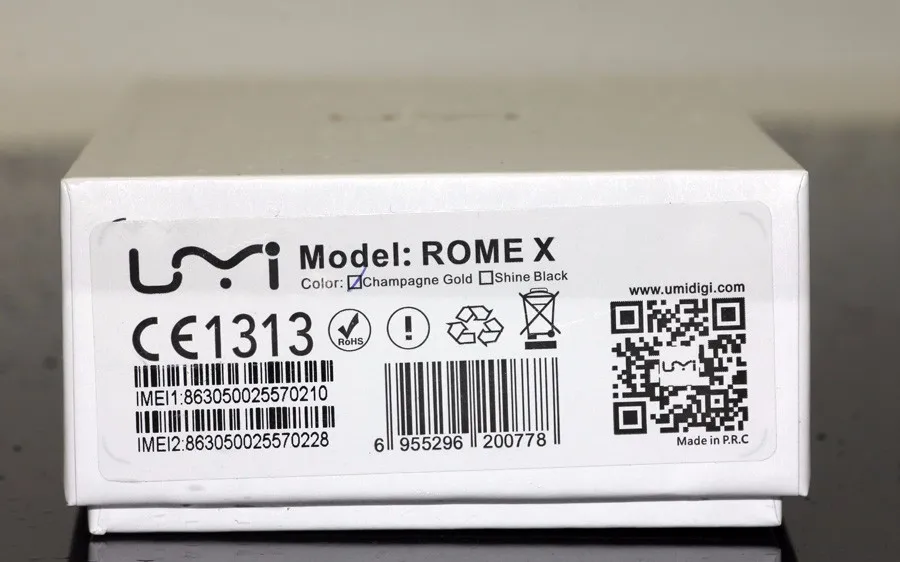 UMi
Model: ROME X
Color: Champagne Gold Shine Black
CE1313
RoHS
!
www.umidigi.com
UMi
IMEI1:863050025570210
IMEI2:863050025570228
6 955296 200778
Made in P.R.C